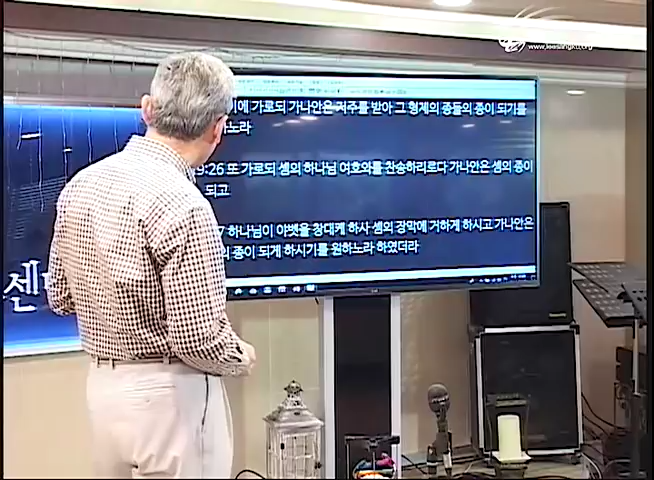 www.leesangku.org
이에 가로되 가나안은 저주를 받아 그 형제의 종들의 종이 되기를
하노라
9:26 또 가로되 셈의 하나님 여호와를 찬송하리로다 가나안은 셈의 종이
되고
7 하나님이 야벳을 창대케 하사 셈의 장막에 거하게 하시고 가나안은
의 종이 되게 하시기를 원하노라 하였더라
센